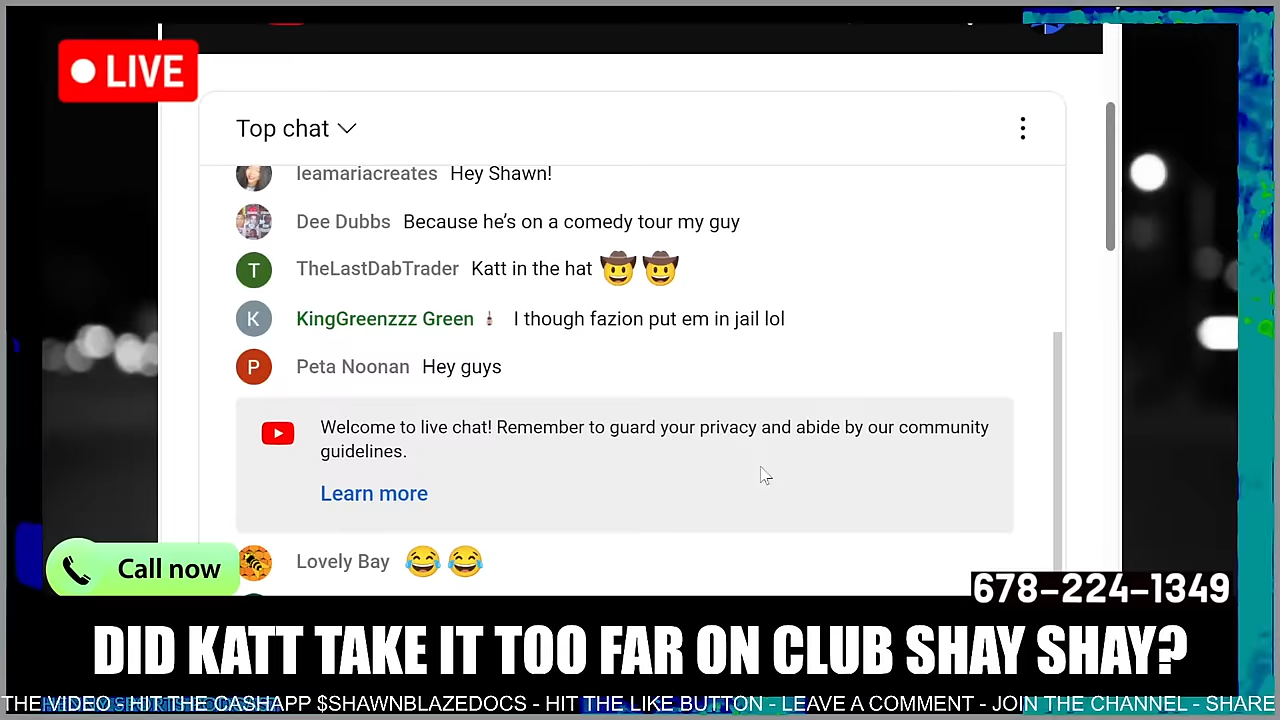 LIVE
Top chat
leamariacreates Hey Shawn!
Dee Dubbs Because he's on a comedy tour my guy
T TheLastDabTrader Katt in the hat 🤠 🤠
K KingGreenzzz Green I though fazion put em in jail lol
P Peta Noonan Hey guys
Welcome to live chat! Remember to guard your privacy and abide by our community
guidelines.
Learn more
Lovely Bay 😂 😂
Call now
678-224-1349
DID KATT TAKE IT TOO FAR ON CLUB SHAY SHAY?
THE VIDEO - HIT THE CASHAPP $SHAWNBLAZEDOCS - HIT THE LIKE BUTTON - LEAVE A COMMENT - JOIN THE CHANNEL - SHARE